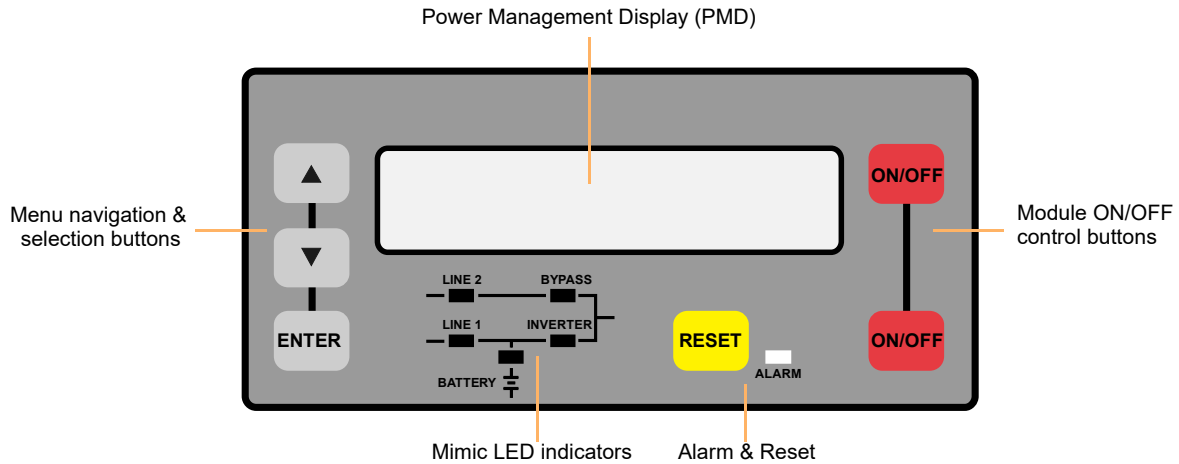 Power Management Display (PMD)
▲
ON/OFF
Menu navigation &
selection buttons
▼
Module ON/OFF
control buttons
LINE 2
BYPASS
LINE 1
INVERTER
ENTER
RESET
ON/OFF
ALARM
BATTERY
Mimic LED indicators
Alarm & Reset